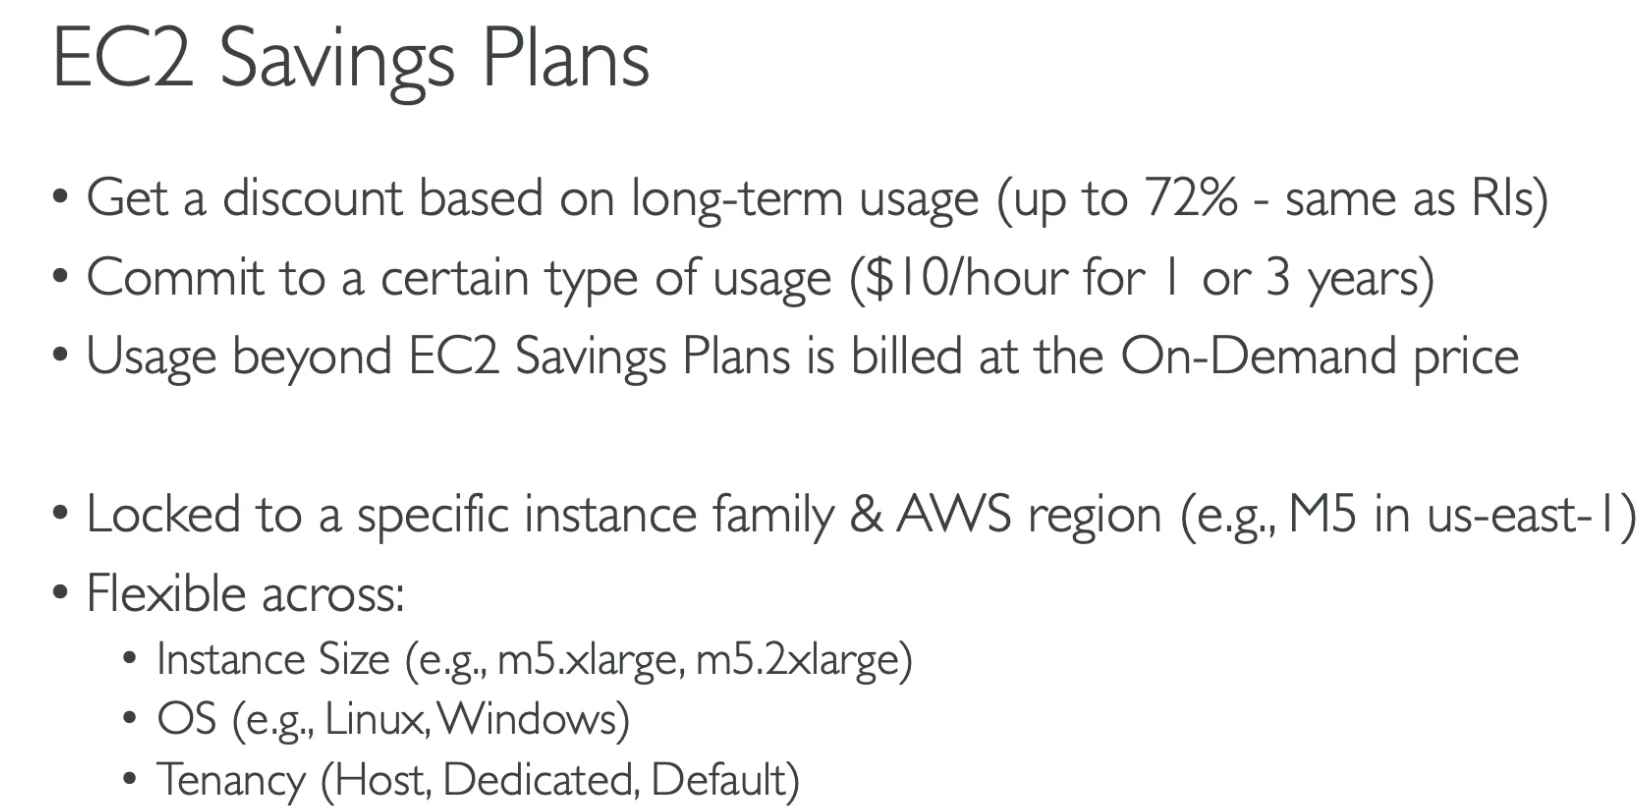 EC2 Savings Plans
• Get a discount based on long-term usage (up to 72% - same as RIs)
• Commit to a certain type of usage ($10/hour for 1 or 3 years)
• Usage beyond EC2 Savings Plans is billed at the On-Demand price
• Locked to a specific instance family & AWS region (e.g., M5 in us-east-1)
• Flexible across:
• Instance Size (e.g., m5.xlarge, m5.2xlarge)
• OS (e.g., Linux, Windows)
• Tenancy (Host, Dedicated, Default)